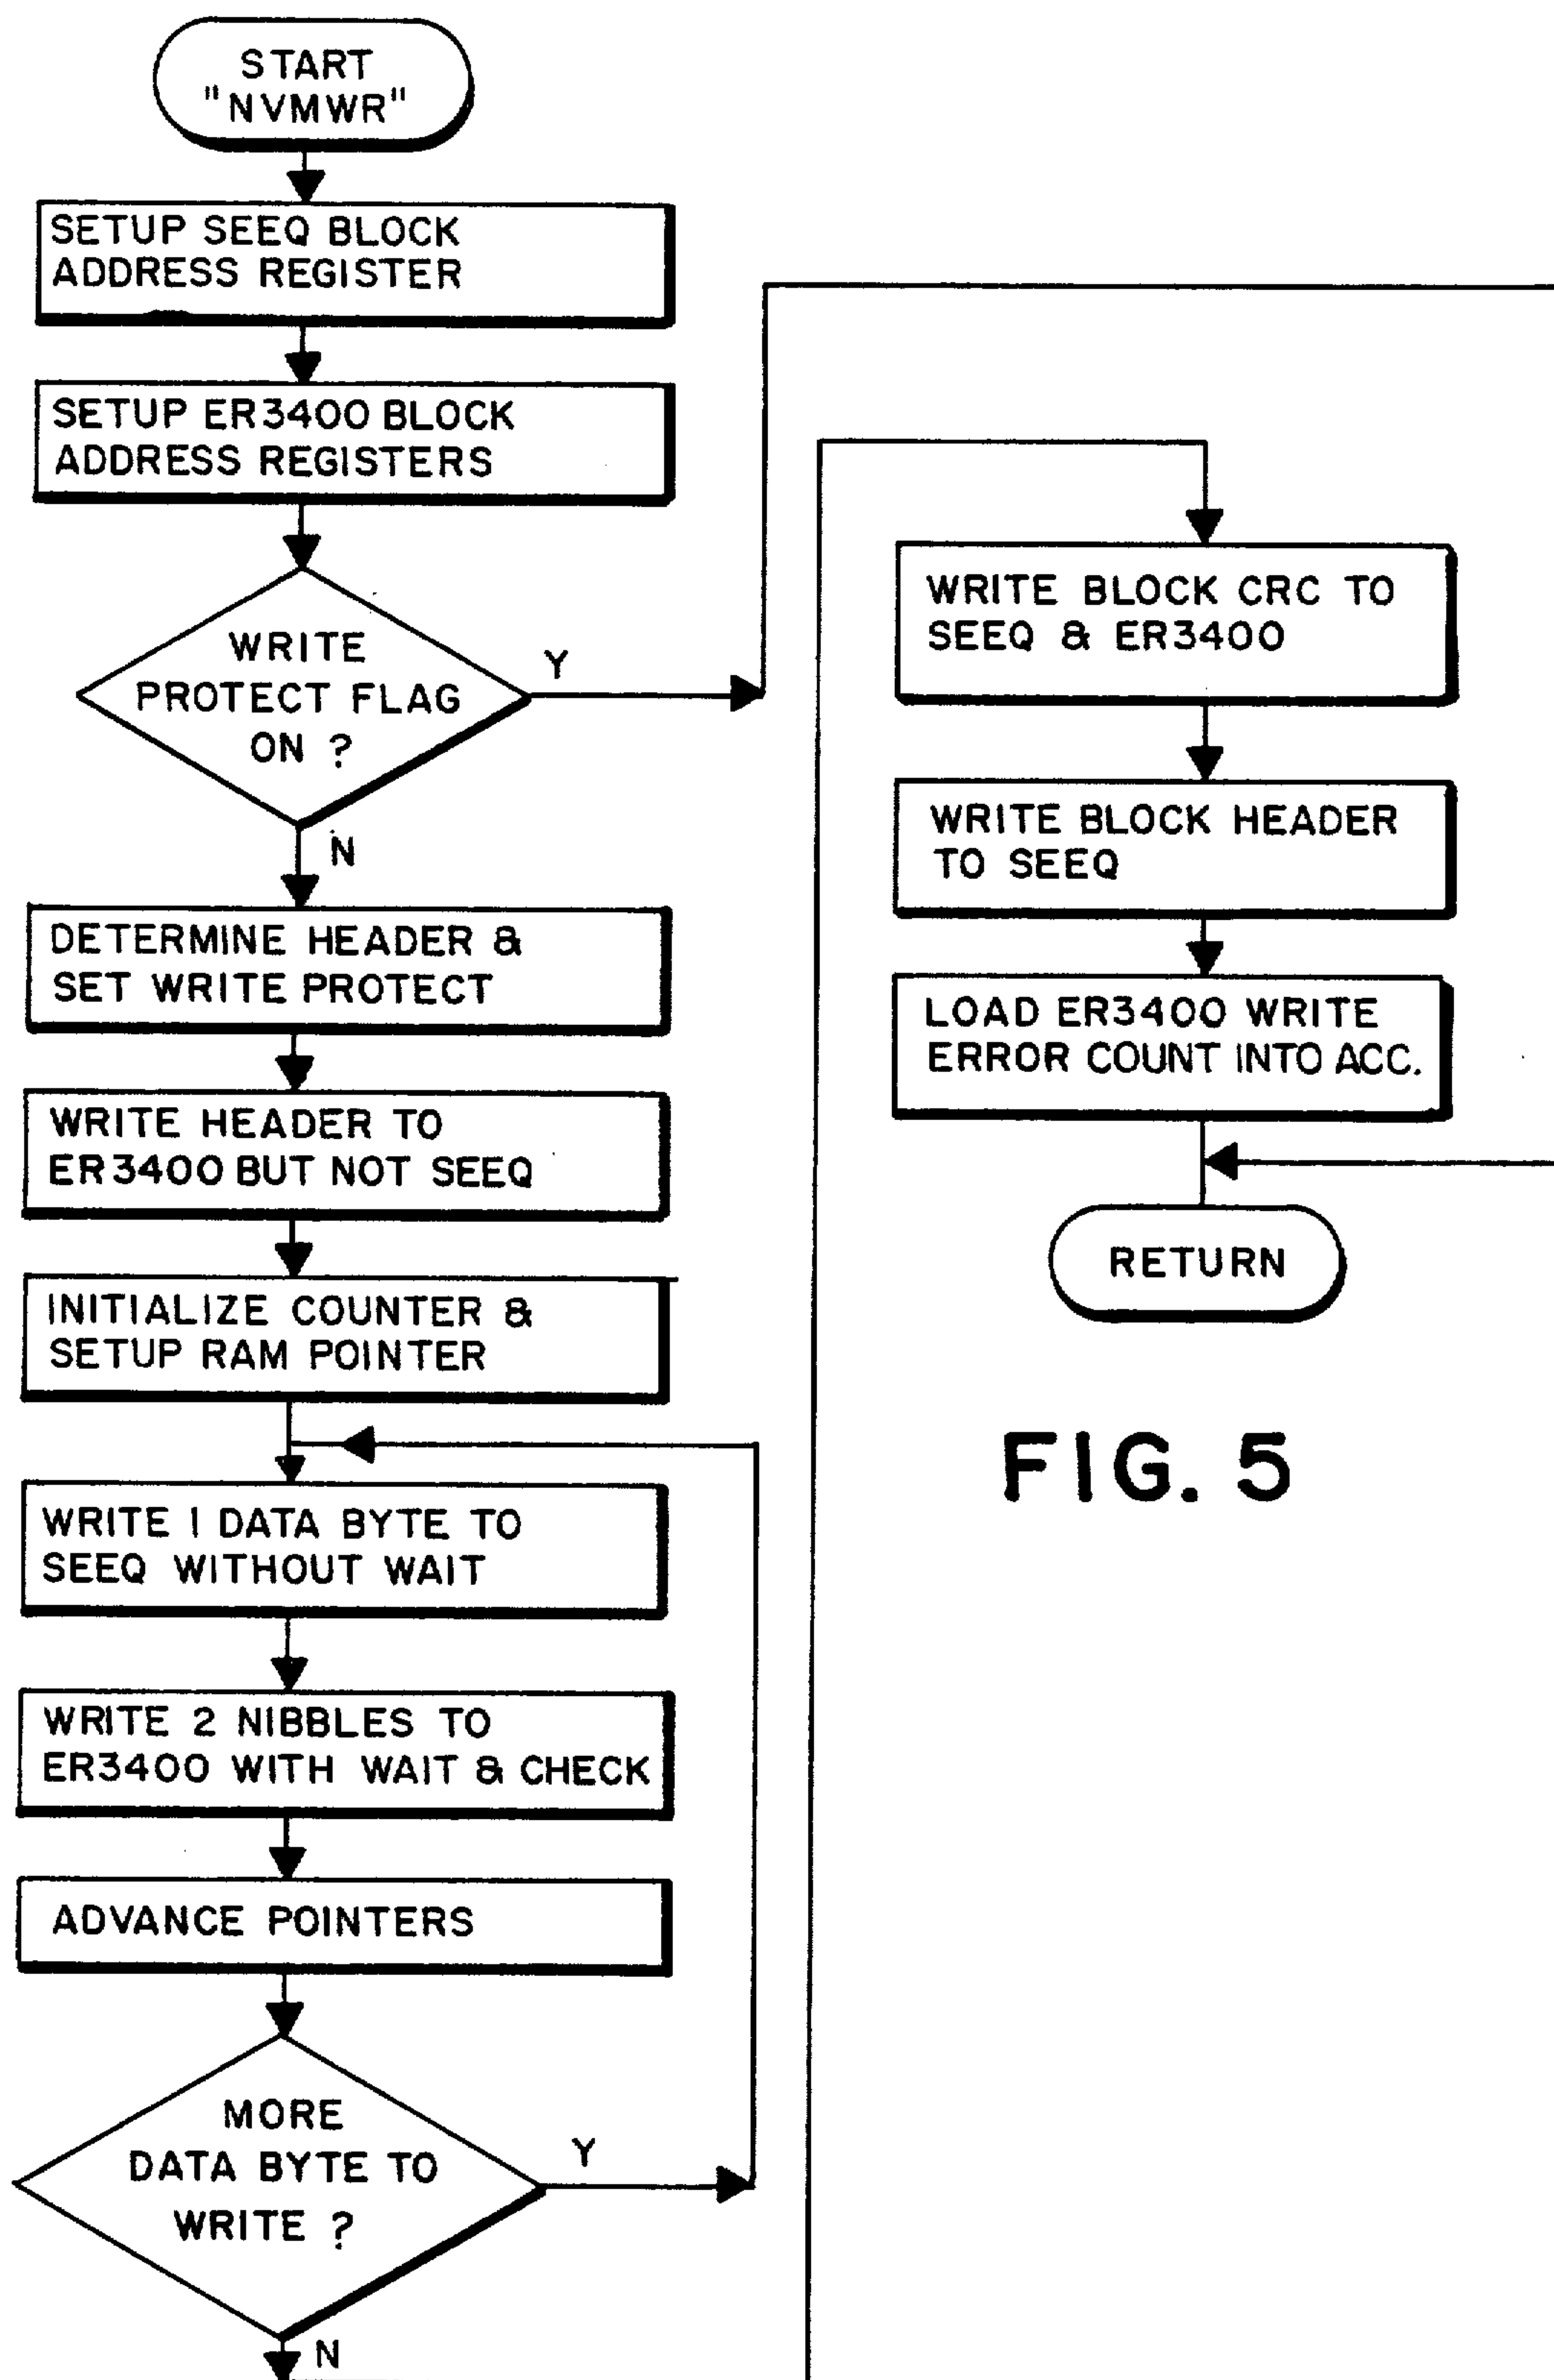 START
"NVMWR"
SETUP SEEQ BLOCK
ADDRESS REGISTER
SETUP ER3400 BLOCK
ADDRESS REGISTERS
WRITE
PROTECT FLAG
ON ?
Y
N
DETERMINE HEADER &
SET WRITE PROTECT
WRITE HEADER TO
ER3400 BUT NOT SEEQ
INITIALIZE COUNTER &
SETUP RAM POINTER
WRITE 1 DATA BYTE TO
SEEQ WITHOUT WAIT
WRITE 2 NIBBLES TO
ER3400 WITH WAIT & CHECK
ADVANCE POINTERS
MORE
DATA BYTE TO
WRITE ?
Y
N
WRITE BLOCK CRC TO
SEEQ & ER3400
WRITE BLOCK HEADER
TO SEEQ
LOAD ER3400 WRITE
ERROR COUNT INTO ACC.
RETURN
FIG. 5